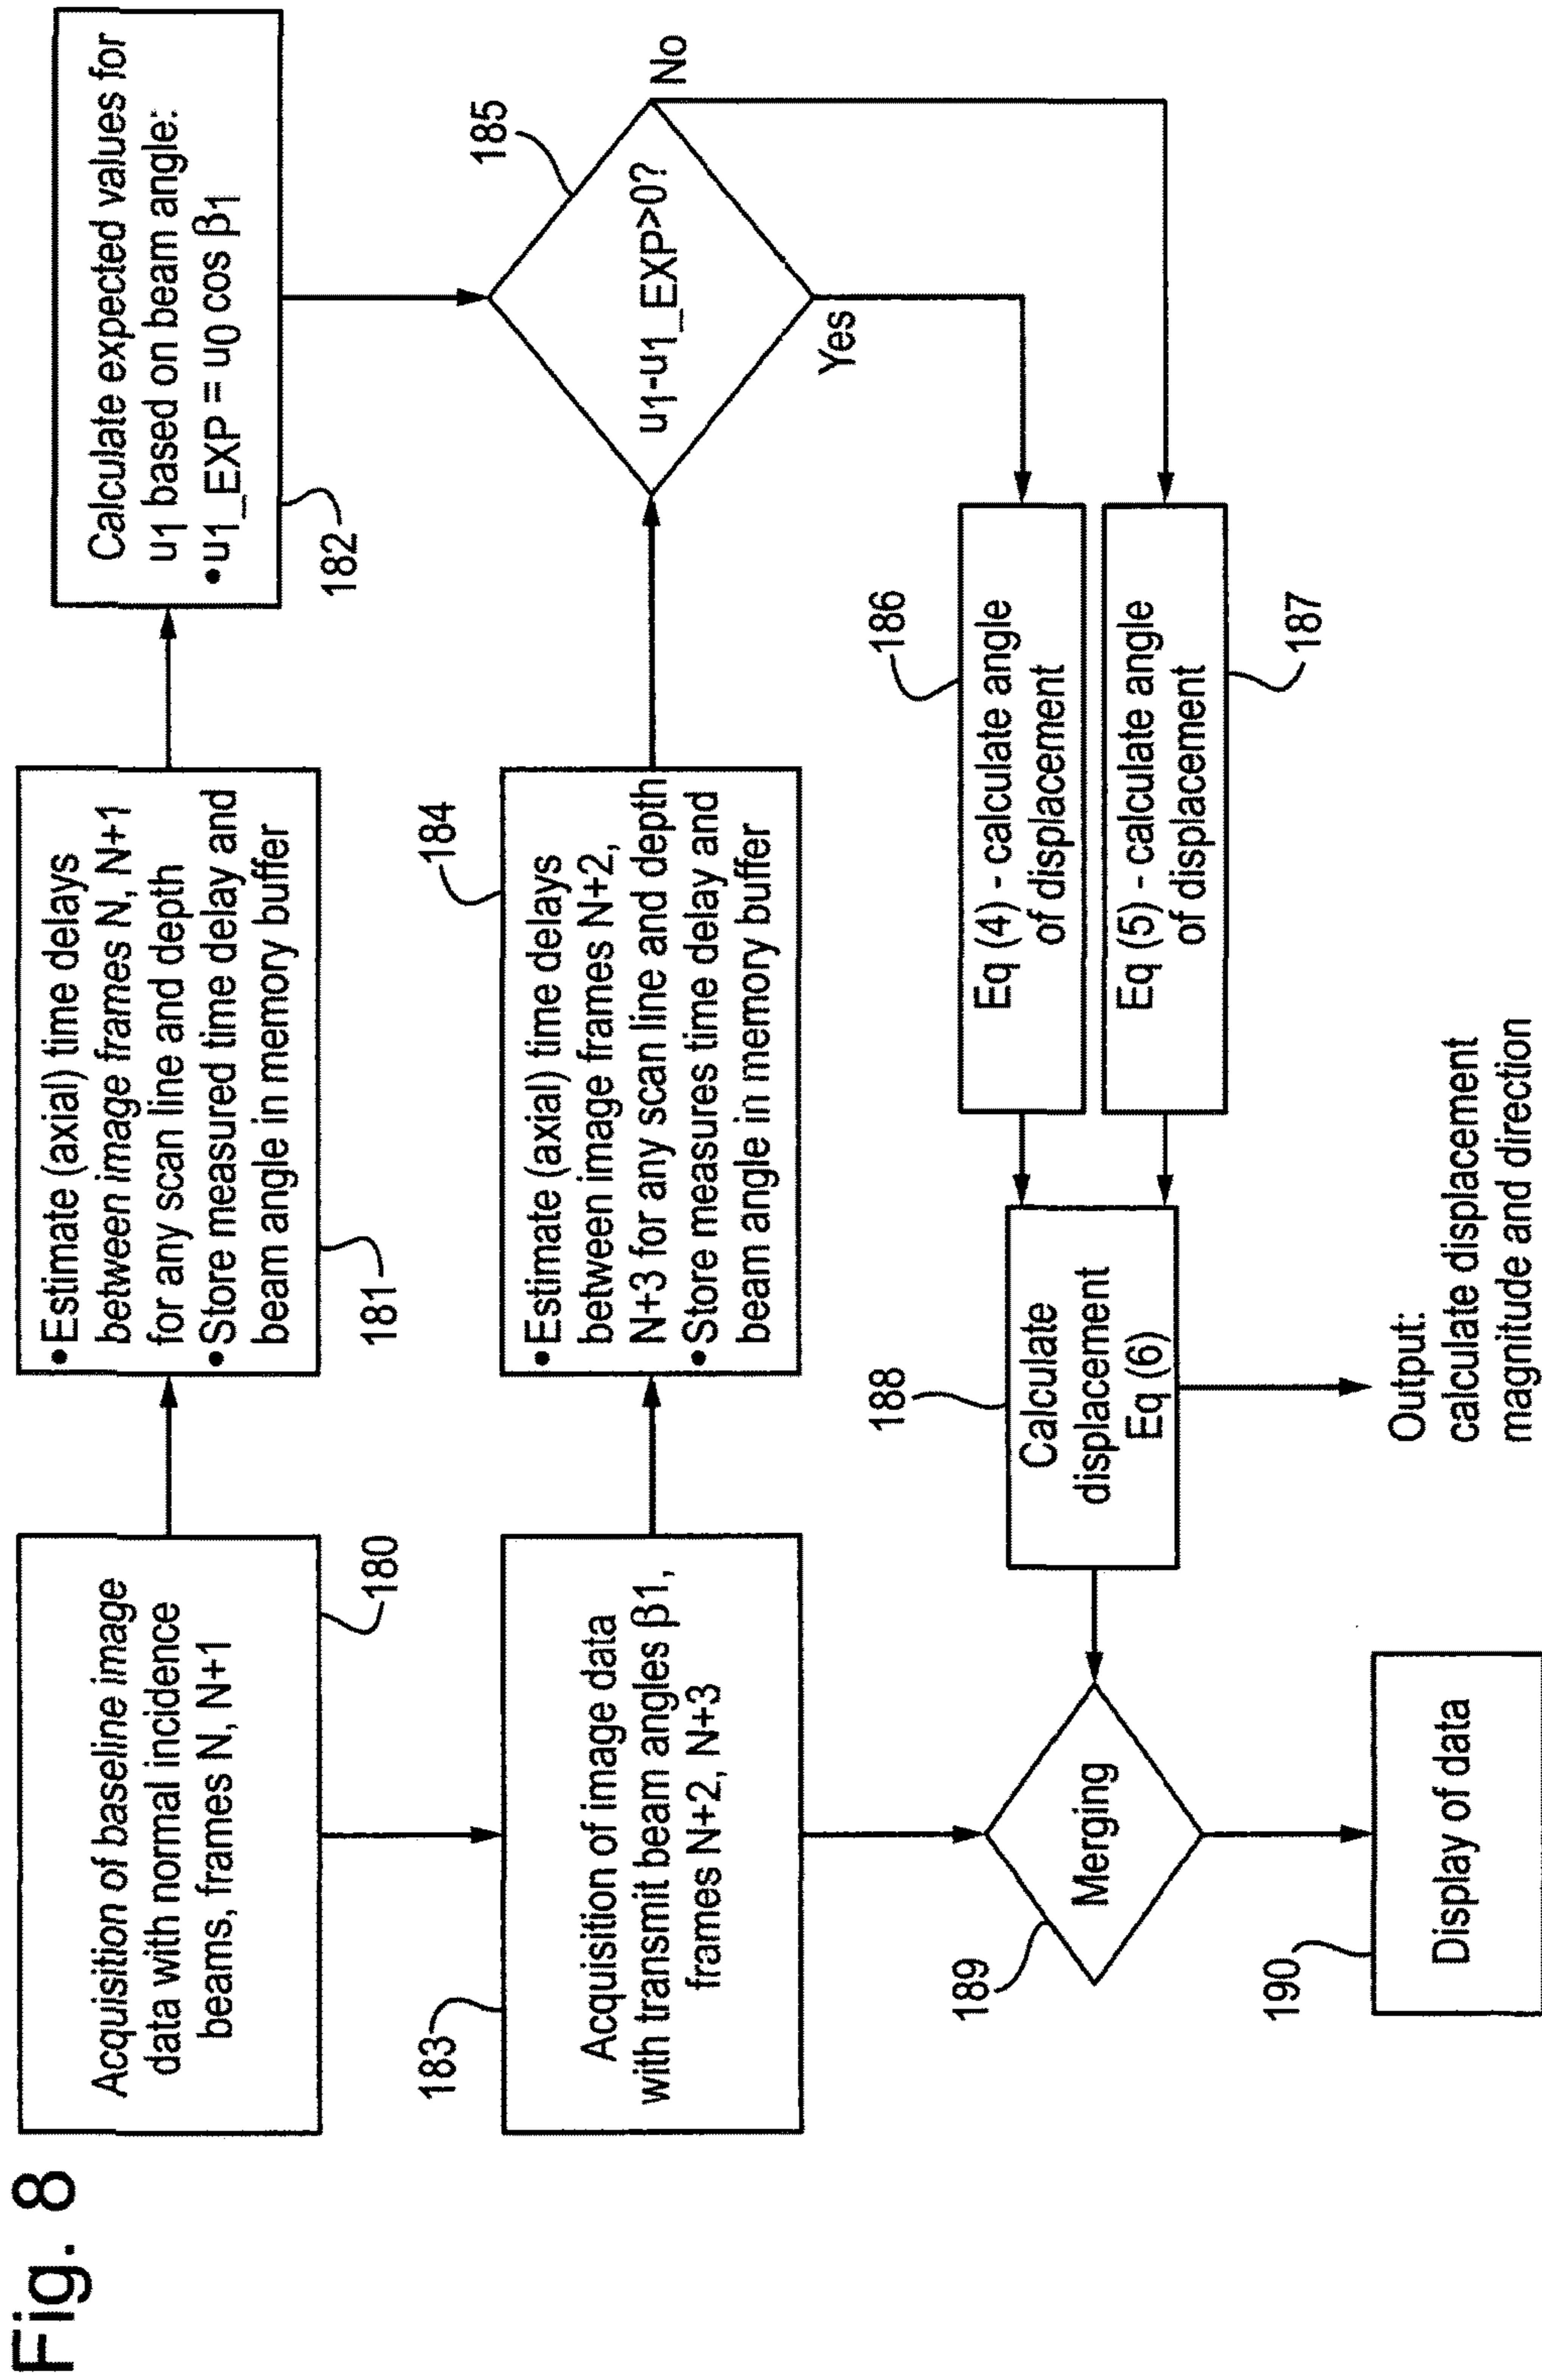 Fig. 8
Acquisition of baseline image
data with normal incidence
beams, frames N, N+1
180
• Estimate (axial) time delays
between image frames N, N+1
for any scan line and depth
• Store measured time delay and
beam angle in memory buffer
181
Calculate expected values for
u1 based on beam angle:
• u1_EXP = u0 cos β1
182
183
Acquisition of image data
with transmit beam angles β1,
frames N+2, N+3
184
• Estimate (axial) time delays
between image frames N+2,
N+3 for any scan line and depth
• Store measures time delay and
beam angle in memory buffer
185
u1-u1_EXP>0?
No
Yes
186
Eq (4) - calculate angle
of displacement
Eq (5) - calculate angle
of displacement
187
188
Calculate
displacement
Eq (6)
Output:
calculate displacement
magnitude and direction
189
Merging
190
Display of data